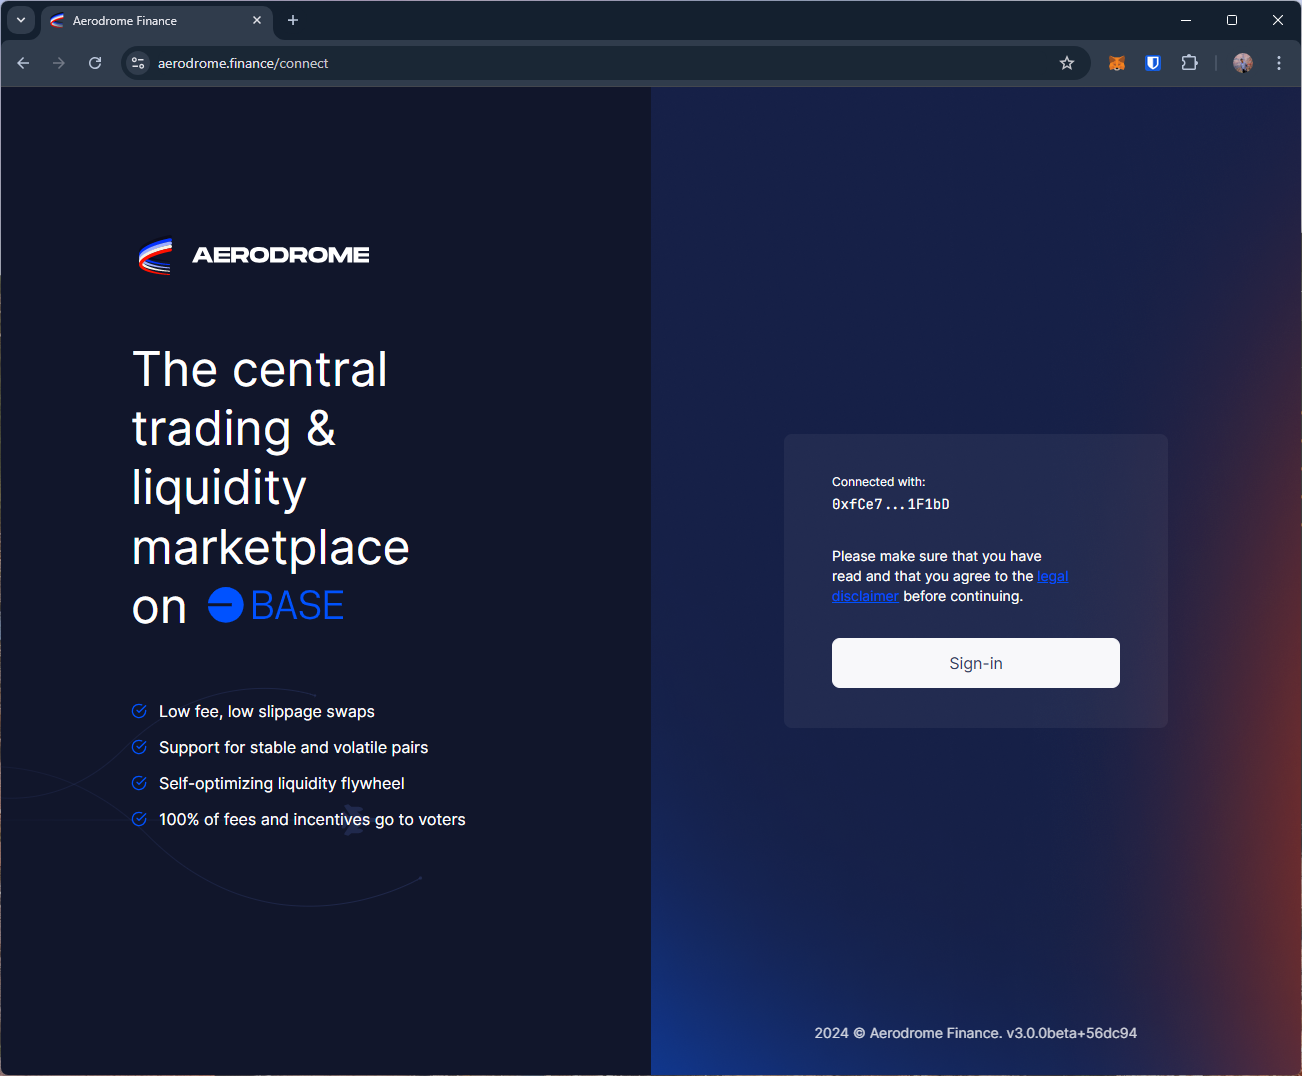 Aerodrome Finance
aerodrome.finance/connect
AERODROME
The central
trading &
liquidity
marketplace
on BASE
Low fee, low slippage swaps
Support for stable and volatile pairs
Self-optimizing liquidity flywheel
100% of fees and incentives go to voters
Connected with:
0xfCe7...1F1bD
Please make sure that you have
read and that you agree to the legal
disclaimer before continuing.
Sign-in
2024 © Aerodrome Finance. v3.0.0beta+56dc94